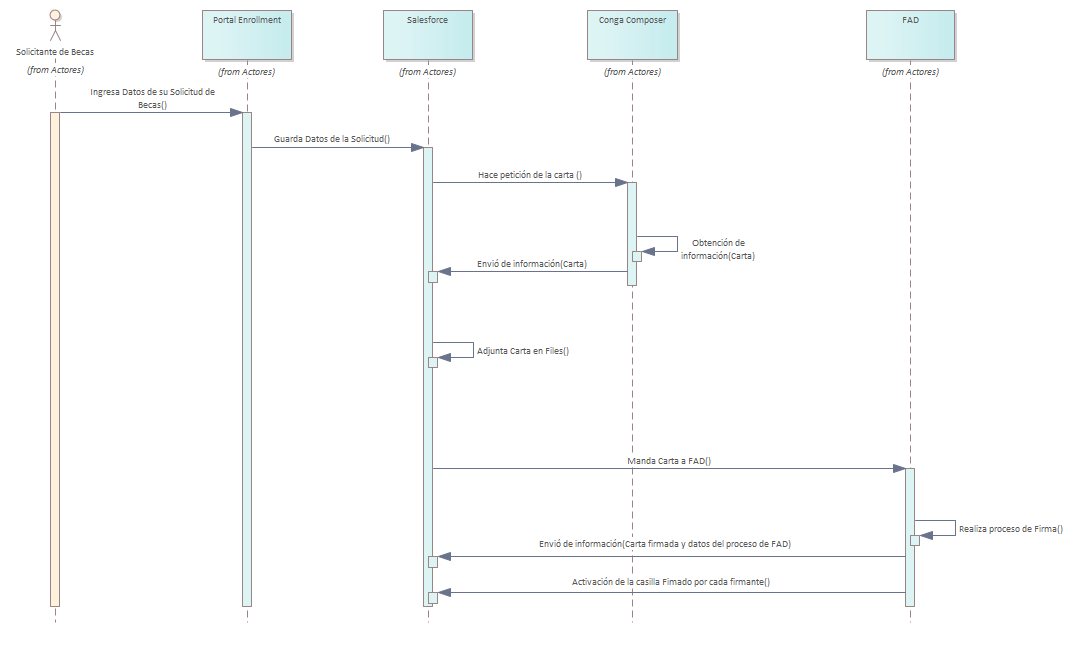 Portal Enrollment
Salesforce
Conga Composer
FAD
Solicitante de Becas
(from Actores)
(from Actores)
(from Actores)
(from Actores)
(from Actores)
Ingresa Datos de su Solicitud de
Becas()
Guarda Datos de la Solicitud()
Hace petición de la carta ()
Obtención de
información(Carta)
Envió de información(Carta)
Adjunta Carta en Files()
Manda Carta a FAD()
Realiza proceso de Firma()
Envió de información(Carta firmada y datos del proceso de FAD)
Activación de la casilla Fimado por cada firmante()